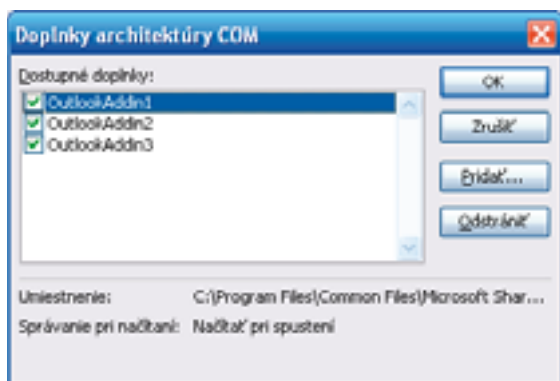 Doplnky architektúry COM
Dostupné doplnky:
OutlookAddin1
OutlookAddin2
OutlookAddin3
OK
Zrušiť
Pridať...
Odstrániť
Umiestnenie: C:\Program Files\Common Files\Microsoft Shar...
Správanie pri načítaní: Načítať pri spustení